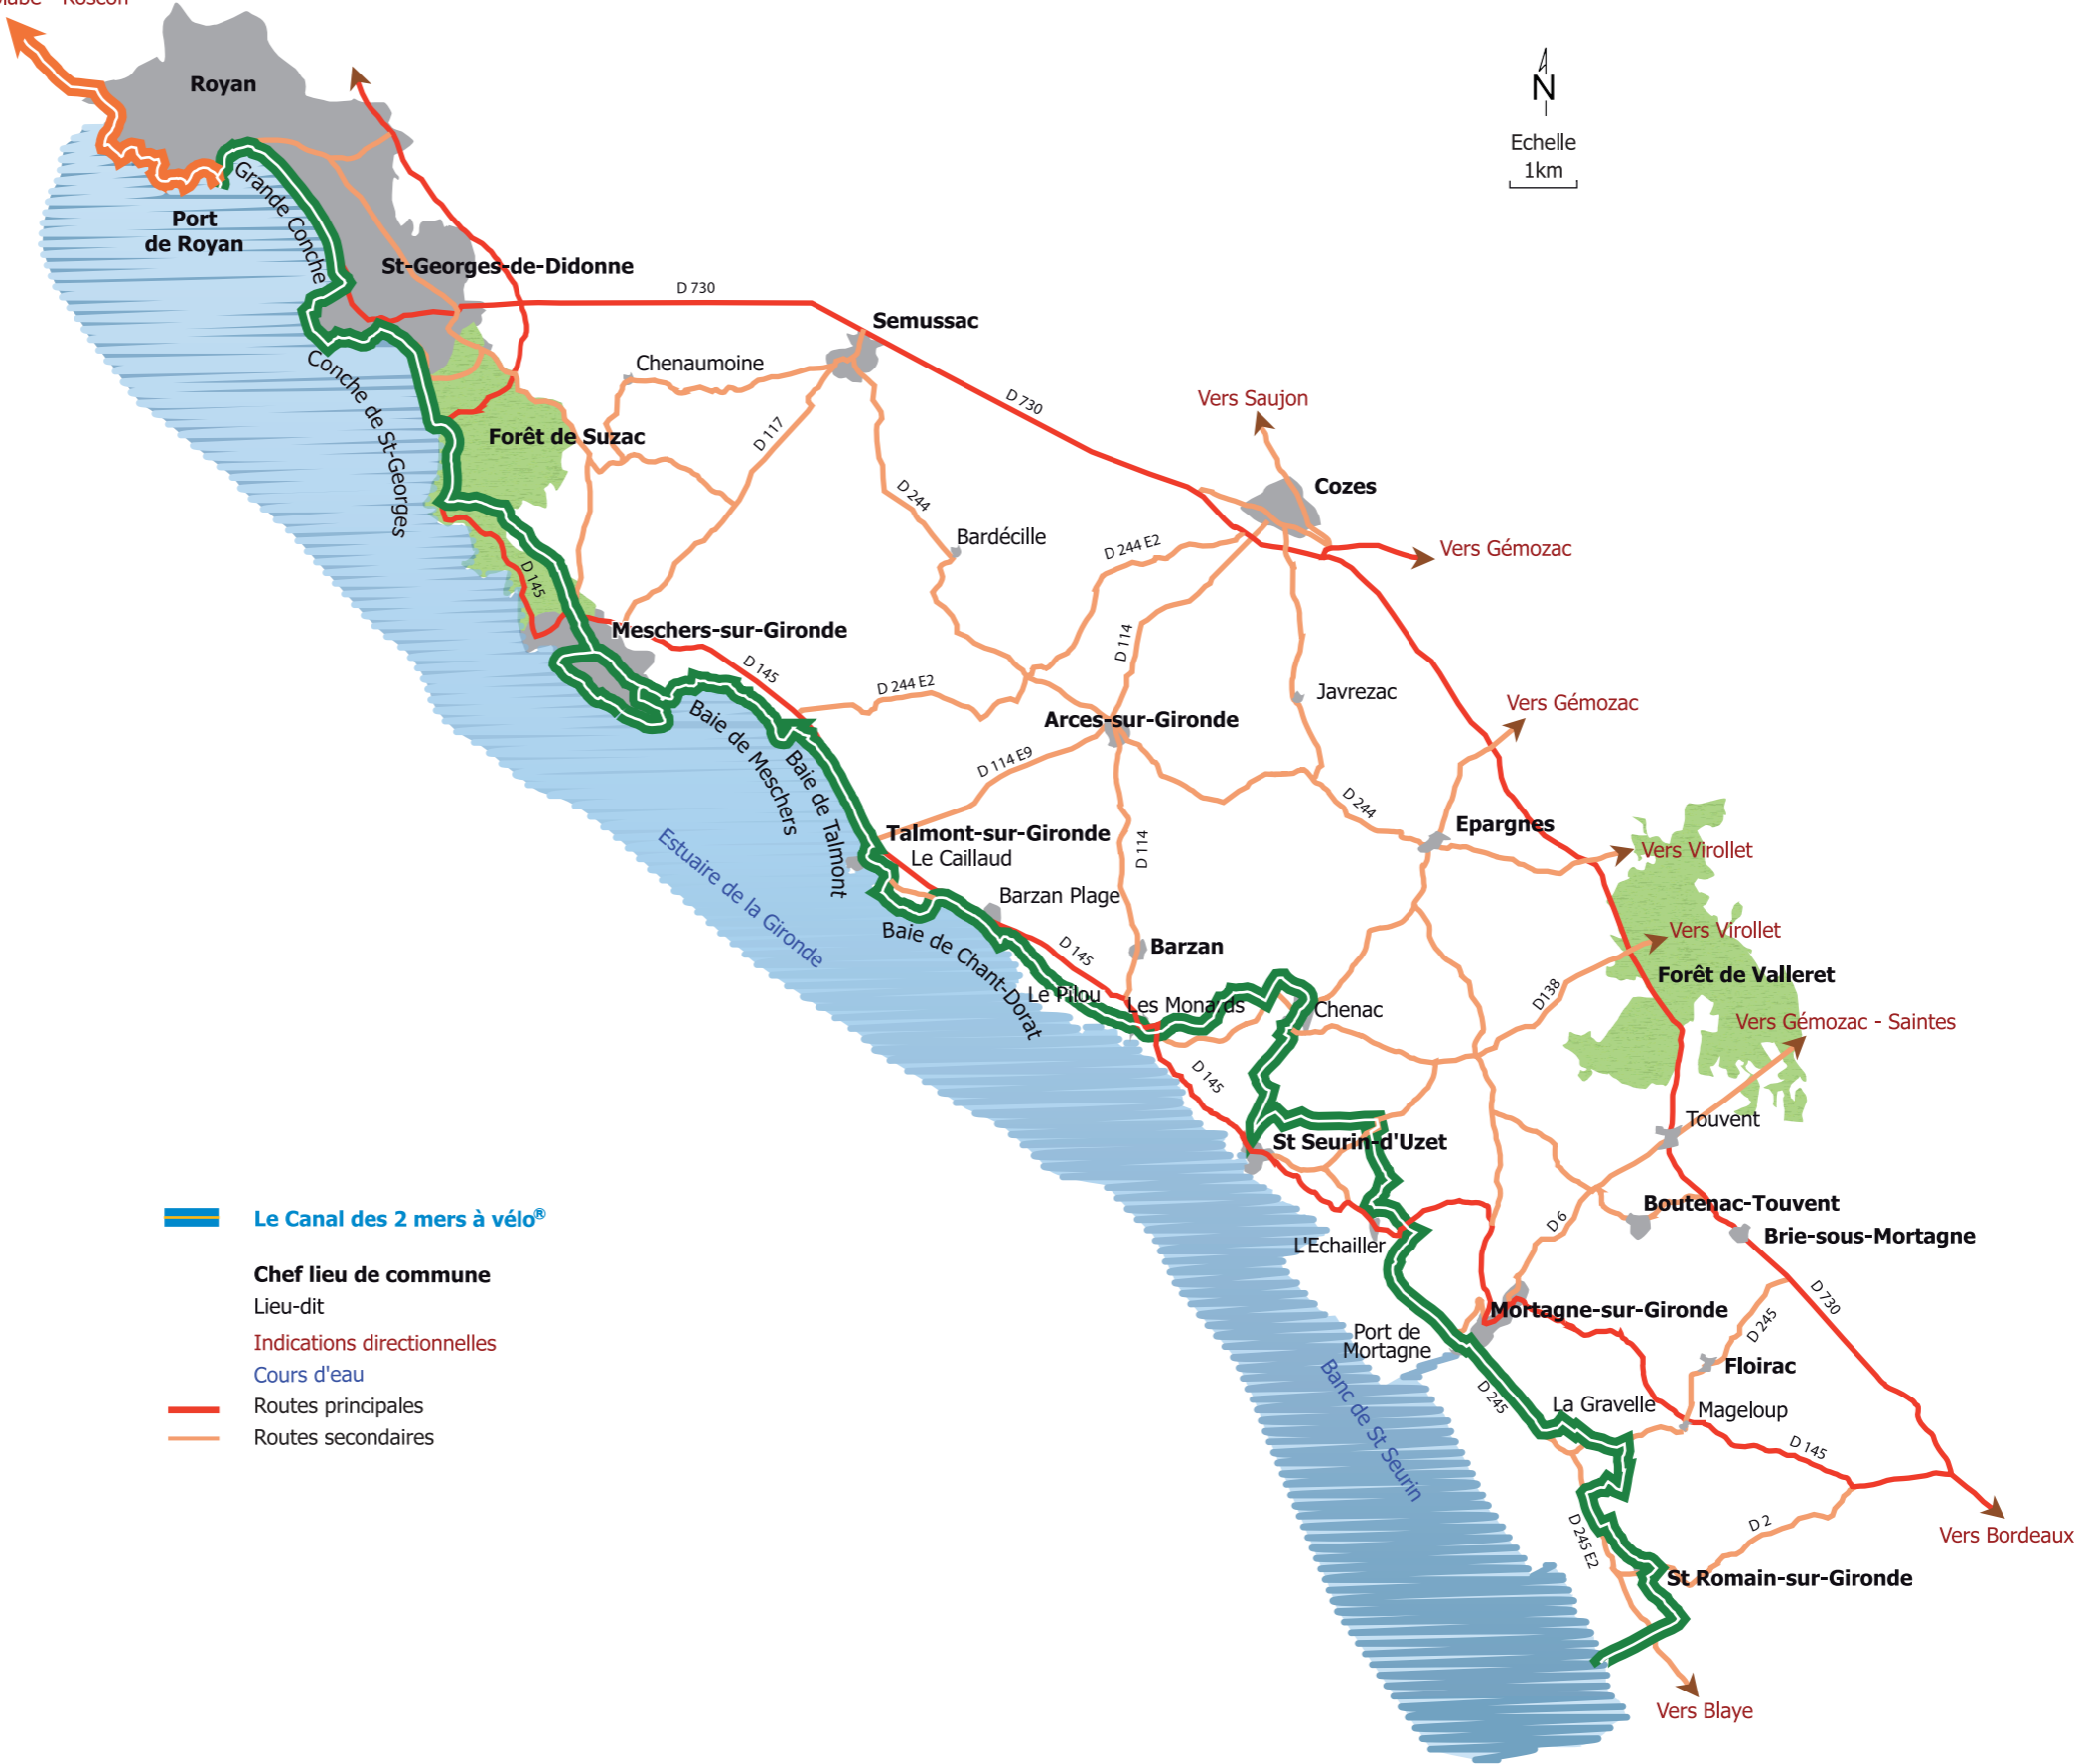 Roscoff
Royan
N
Echelle
1km
Grande Conche
Port
de Royan
St-Georges-de-Didonne
D 730
Semussac
Chenaumoine
Conche de St-Georges
D 730
Vers Saujon
D 117
Forêt de Suzac
Cozes
D 244
Bardécille
D 244 E2
Vers Gémozac
D 145
Meschers-sur-Gironde
D 114
D 145
D 244 E2
Javrezac
Vers Gémozac
Baie de Meschers
Arces-sur-Gironde
Baie de Talmont
D 114 E9
D 244
Epargnes
Talmont-sur-Gironde
Le Caillaud
D 114
Vers Virollet
Estuaire de la Gironde
Barzan Plage
Baie de Chant-Dorat
D 145
Barzan
Vers Virollet
Forêt de Valleret
Le Pilou
Les Monards
Chenac
D138
Vers Gémozac - Saintes
D 145
Touvent
St Seurin-d'Uzet
Boutenac-Touvent
Le Canal des 2 mers à vélo®
D 6
Brie-sous-Mortagne
L'Echailler
Chef lieu de commune
Lieu-dit
Indications directionnelles
Cours d'eau
Routes principales
Routes secondaires
D 730
Mortagne-sur-Gironde
Port de
Mortagne
D 245
Floirac
Banc de St Seurin
D 245
La Gravelle
Mageloup
D 145
D 245 E2
D 2
Vers Bordeaux
St Romain-sur-Gironde
Vers Blaye